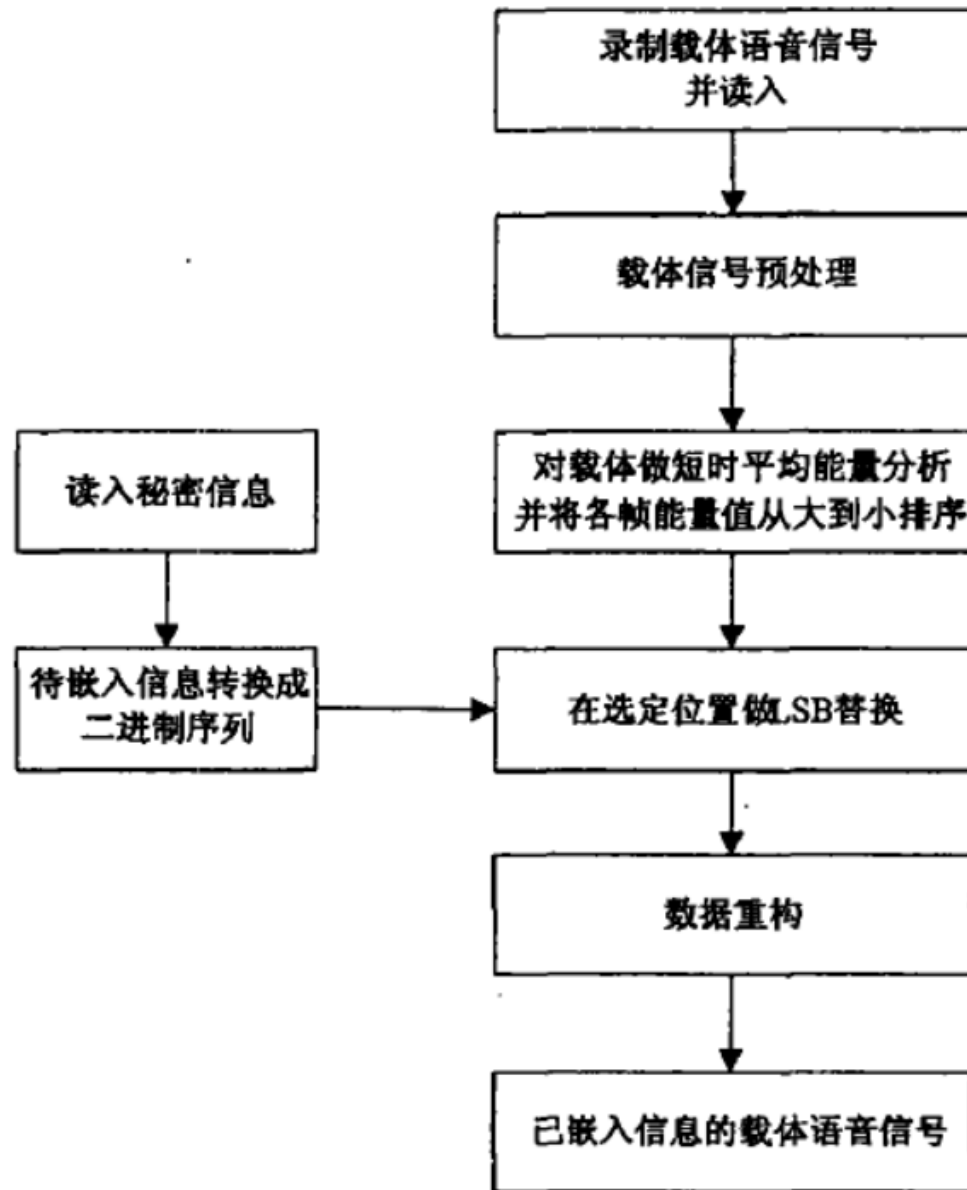 录制载体语音信号
并读入
载体信号预处理
读入秘密信息
对载体做短时平均能量分析
并将各帧能量值从大到小排序
待嵌入信息转换成
二进制序列
在选定位置做LSB替换
数据重构
已嵌入信息的载体语音信号